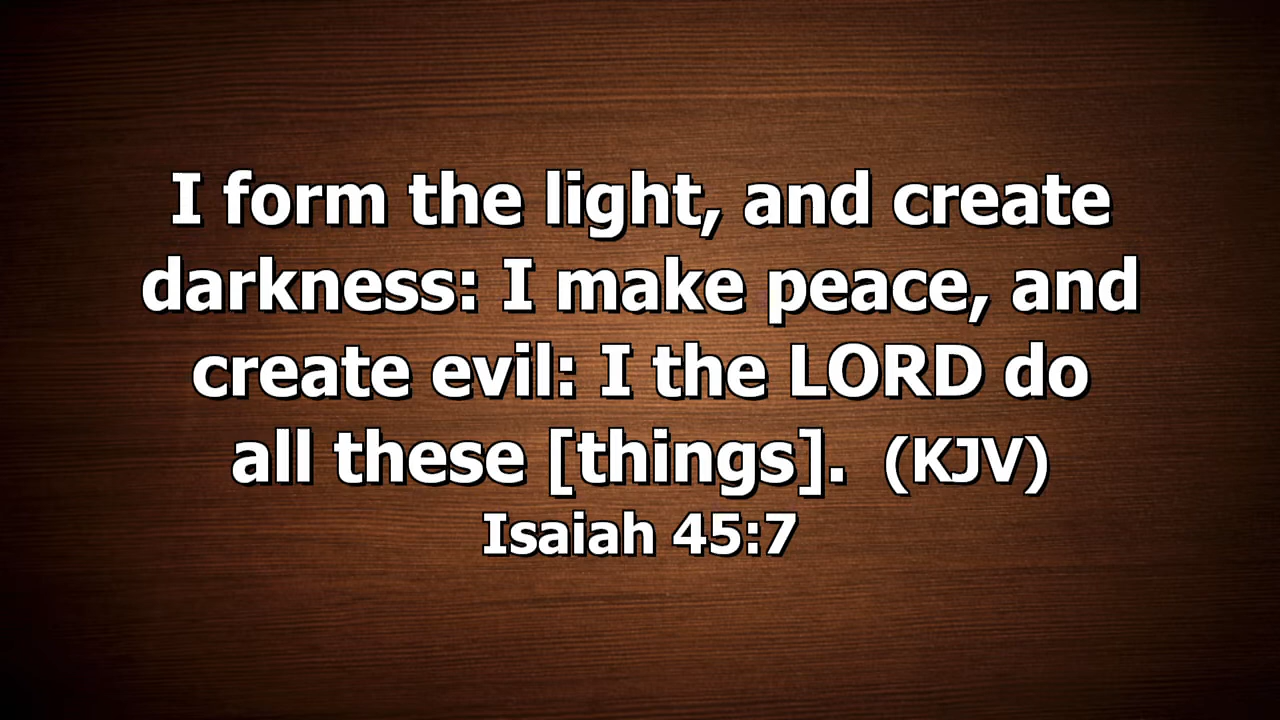 I form the light, and create
darkness: I make peace, and
create evil: I the LORD do
all these [things]. (KJV)
Isaiah 45:7